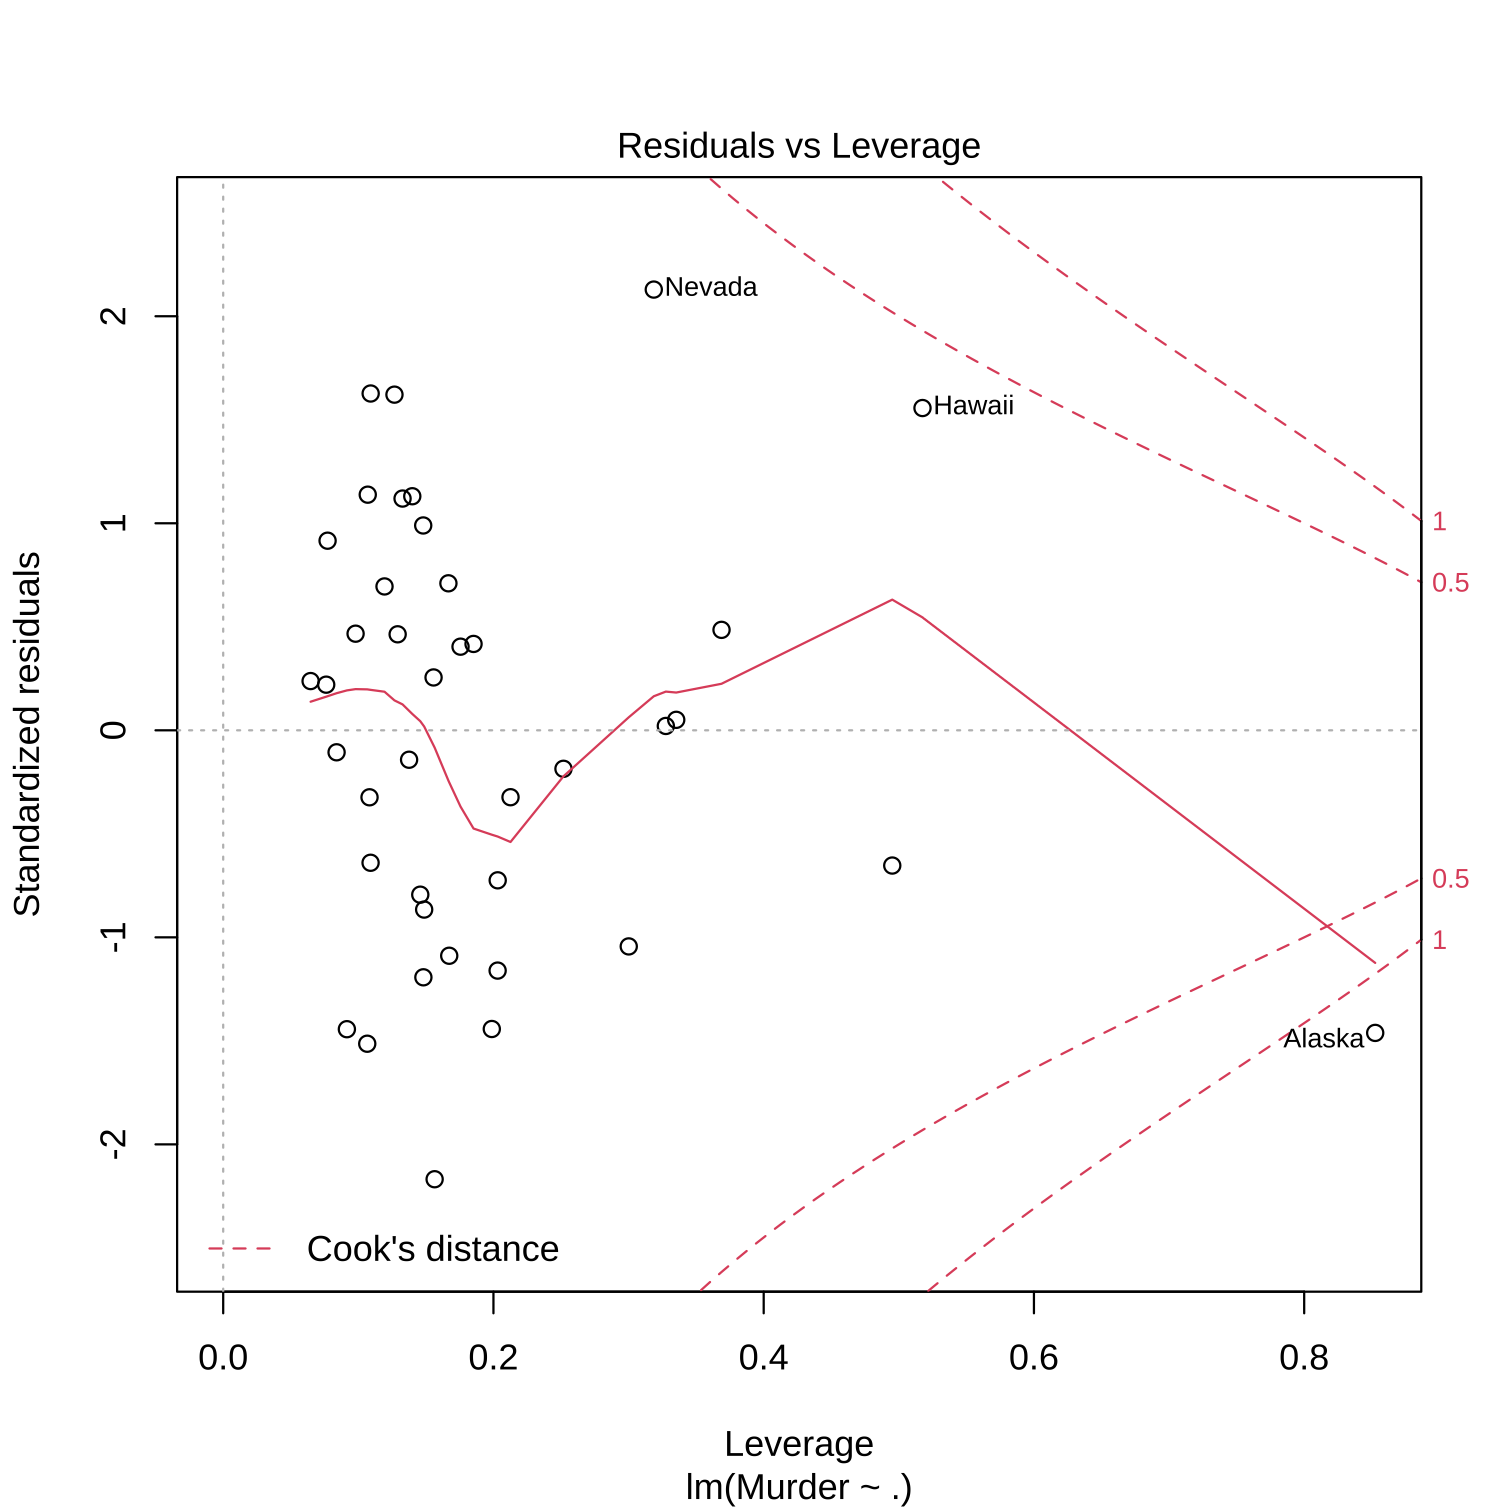 Residuals vs Leverage
Standardized residuals
2
1
0
-1
-2
Nevada
Hawaii
Alaska
1
0.5
0.5
1
Cook's distance
0.0 0.2 0.4 0.6 0.8
Leverage
lm(Murder ~ .)